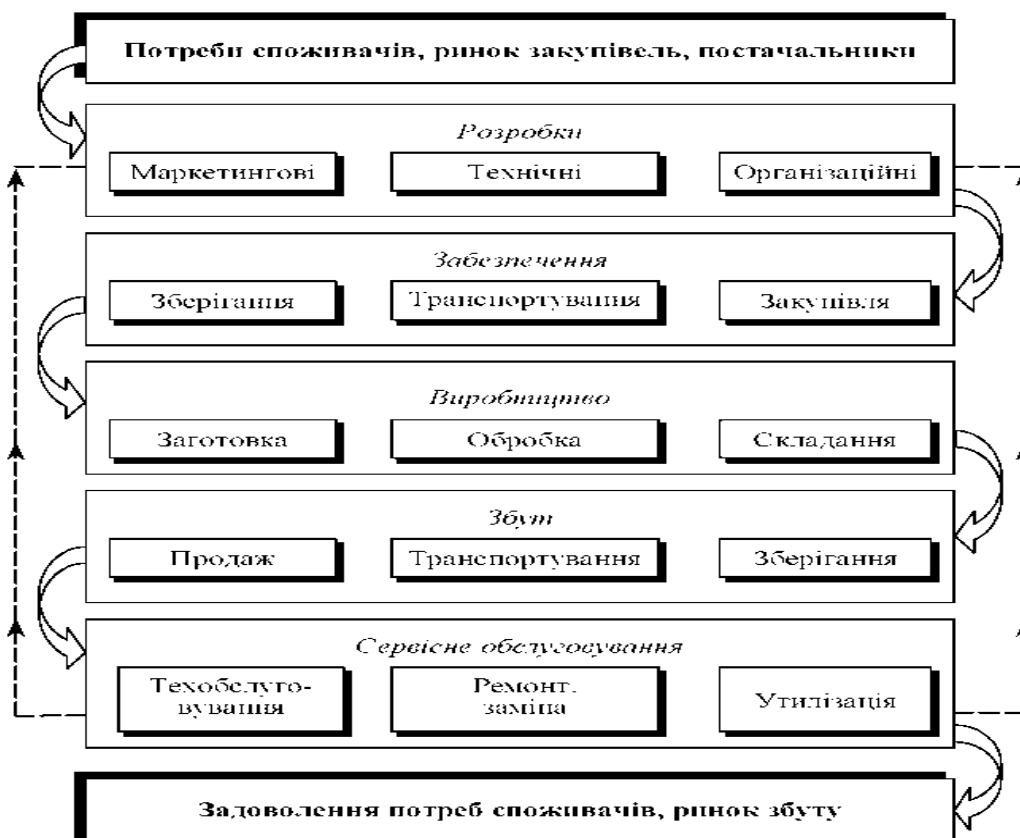 Потреби споживачів, ринок закупівель, постачальники
Розробки
Маркетингові Технічні Організаційні
Забезпечення
Зберігання Транспортування Закупівля
Виробництво
Заготовка Обробка Складання
Збут
Продаж Транспортування Зберігання
Сервісне обслуговування
Техобслуго-
вування
Ремонт.
заміна
Утилізація
Задоволення потреб споживачів, ринок збуту